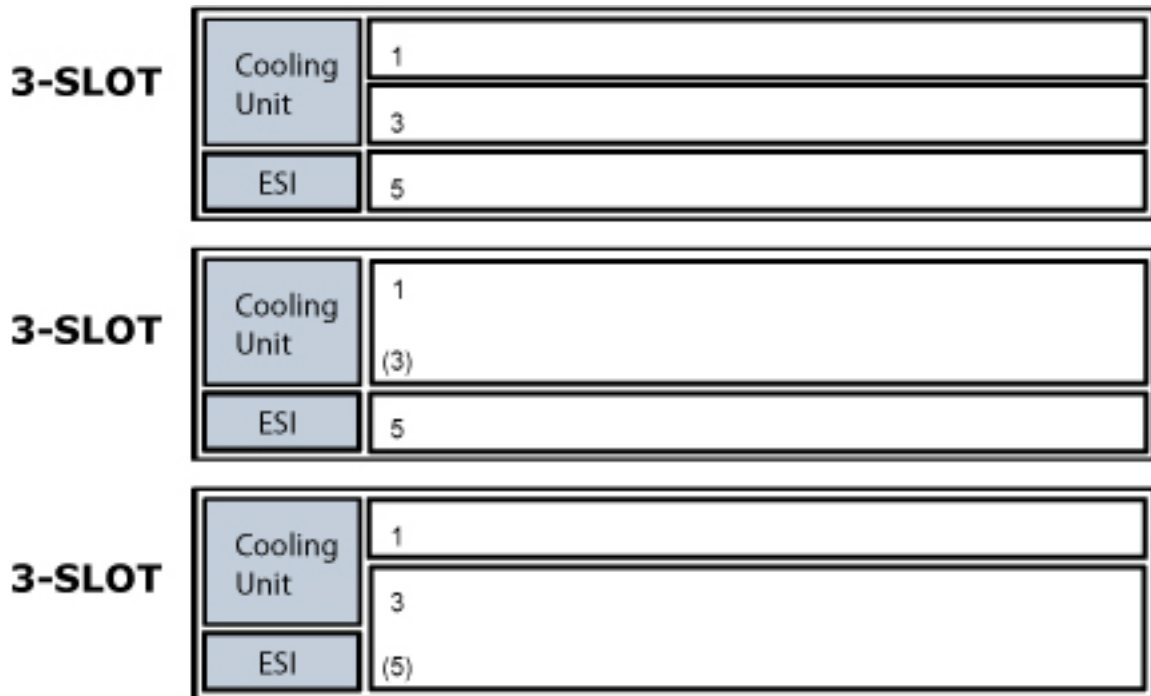 3-SLOT
Cooling
Unit
ESI
1
3
5
3-SLOT
Cooling
Unit
ESI
1
(3)
5
3-SLOT
Cooling
Unit
ESI
1
3
(5)